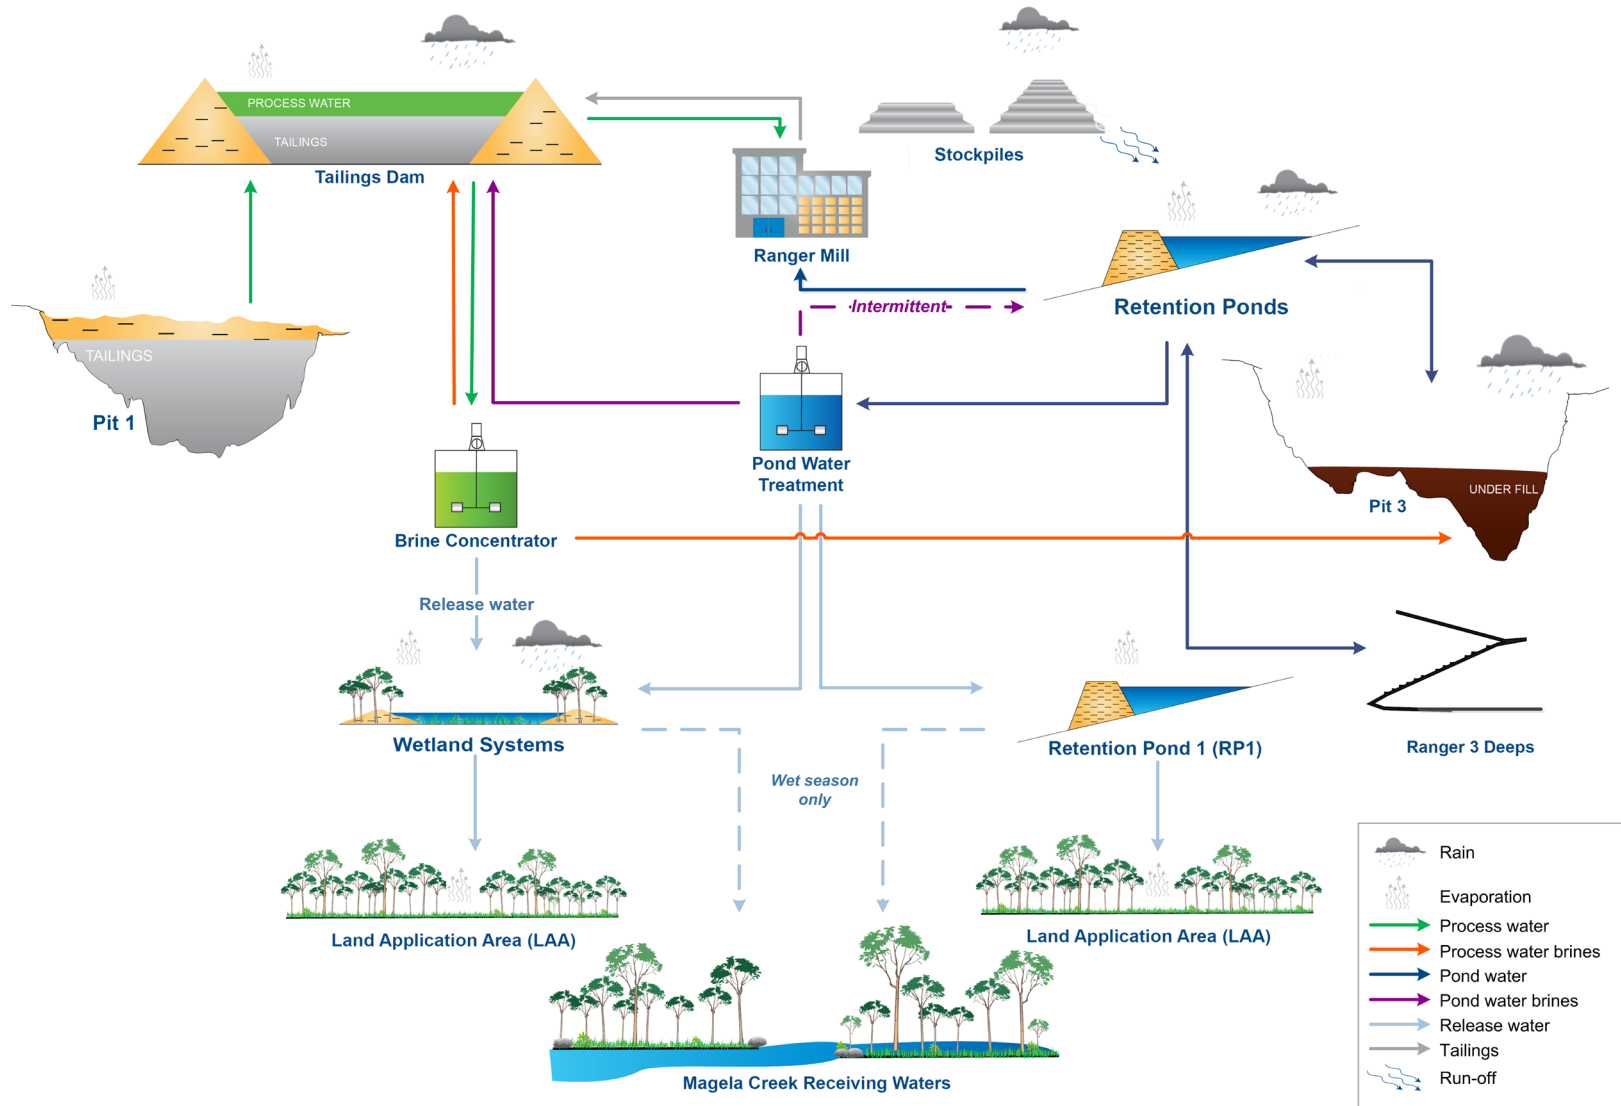 PROCESS WATER
TAILINGS
Tailings Dam
Stockpiles
Ranger Mill
Intermittent
Retention Ponds
TAILINGS
Pit 1
Pond Water
Treatment
UNDER FILL
Pit 3
Brine Concentrator
Release water
Wetland Systems
Retention Pond 1 (RP1)
Ranger 3 Deeps
Wet season
only
Land Application Area (LAA)
Land Application Area (LAA)
Magela Creek Receiving Waters
Rain
Evaporation
Process water
Process water brines
Pond water
Pond water brines
Release water
Tailings
Run-off